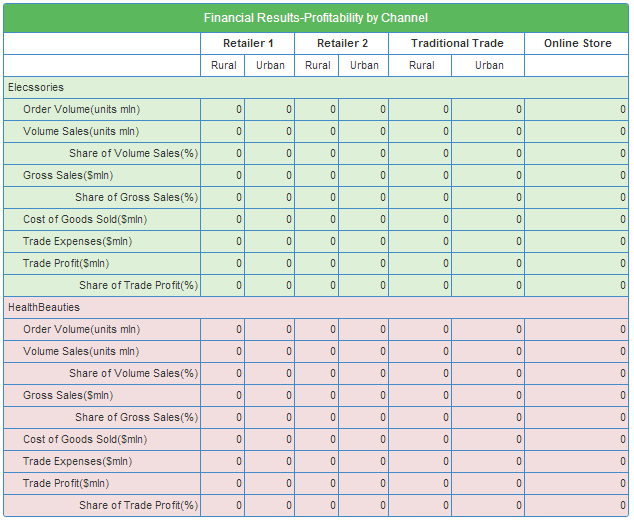 Financial Results-Profitability by Channel
Retailer 1 Retailer 2 Traditional Trade Online Store
Rural Urban Rural Urban Rural Urban
Elecssories
Order Volume(units mln) 0 0 0 0 0 0 0
Volume Sales(units mln) 0 0 0 0 0 0 0
Share of Volume Sales(%) 0 0 0 0 0 0 0
Gross Sales($mln) 0 0 0 0 0 0 0
Share of Gross Sales(%) 0 0 0 0 0 0 0
Cost of Goods Sold($mln) 0 0 0 0 0 0 0
Trade Expenses($mln) 0 0 0 0 0 0 0
Trade Profit($mln) 0 0 0 0 0 0 0
Share of Trade Profit(%) 0 0 0 0 0 0 0
HealthBeauties
Order Volume(units mln) 0 0 0 0 0 0 0
Volume Sales(units mln) 0 0 0 0 0 0 0
Share of Volume Sales(%) 0 0 0 0 0 0 0
Gross Sales($mln) 0 0 0 0 0 0 0
Share of Gross Sales(%) 0 0 0 0 0 0 0
Cost of Goods Sold($mln) 0 0 0 0 0 0 0
Trade Expenses($mln) 0 0 0 0 0 0 0
Trade Profit($mln) 0 0 0 0 0 0 0
Share of Trade Profit(%) 0 0 0 0 0 0 0